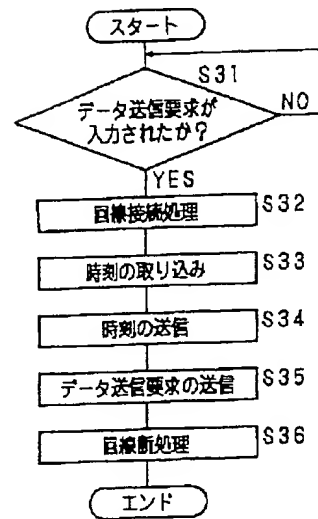 スタート
S31
データ送信要求が
入力されたか?
NO
YES
回線接続処理
S32
時刻の取り込み
S33
時刻の送信
S34
データ送信要求の送信
S35
回線断処理
S36
エンド